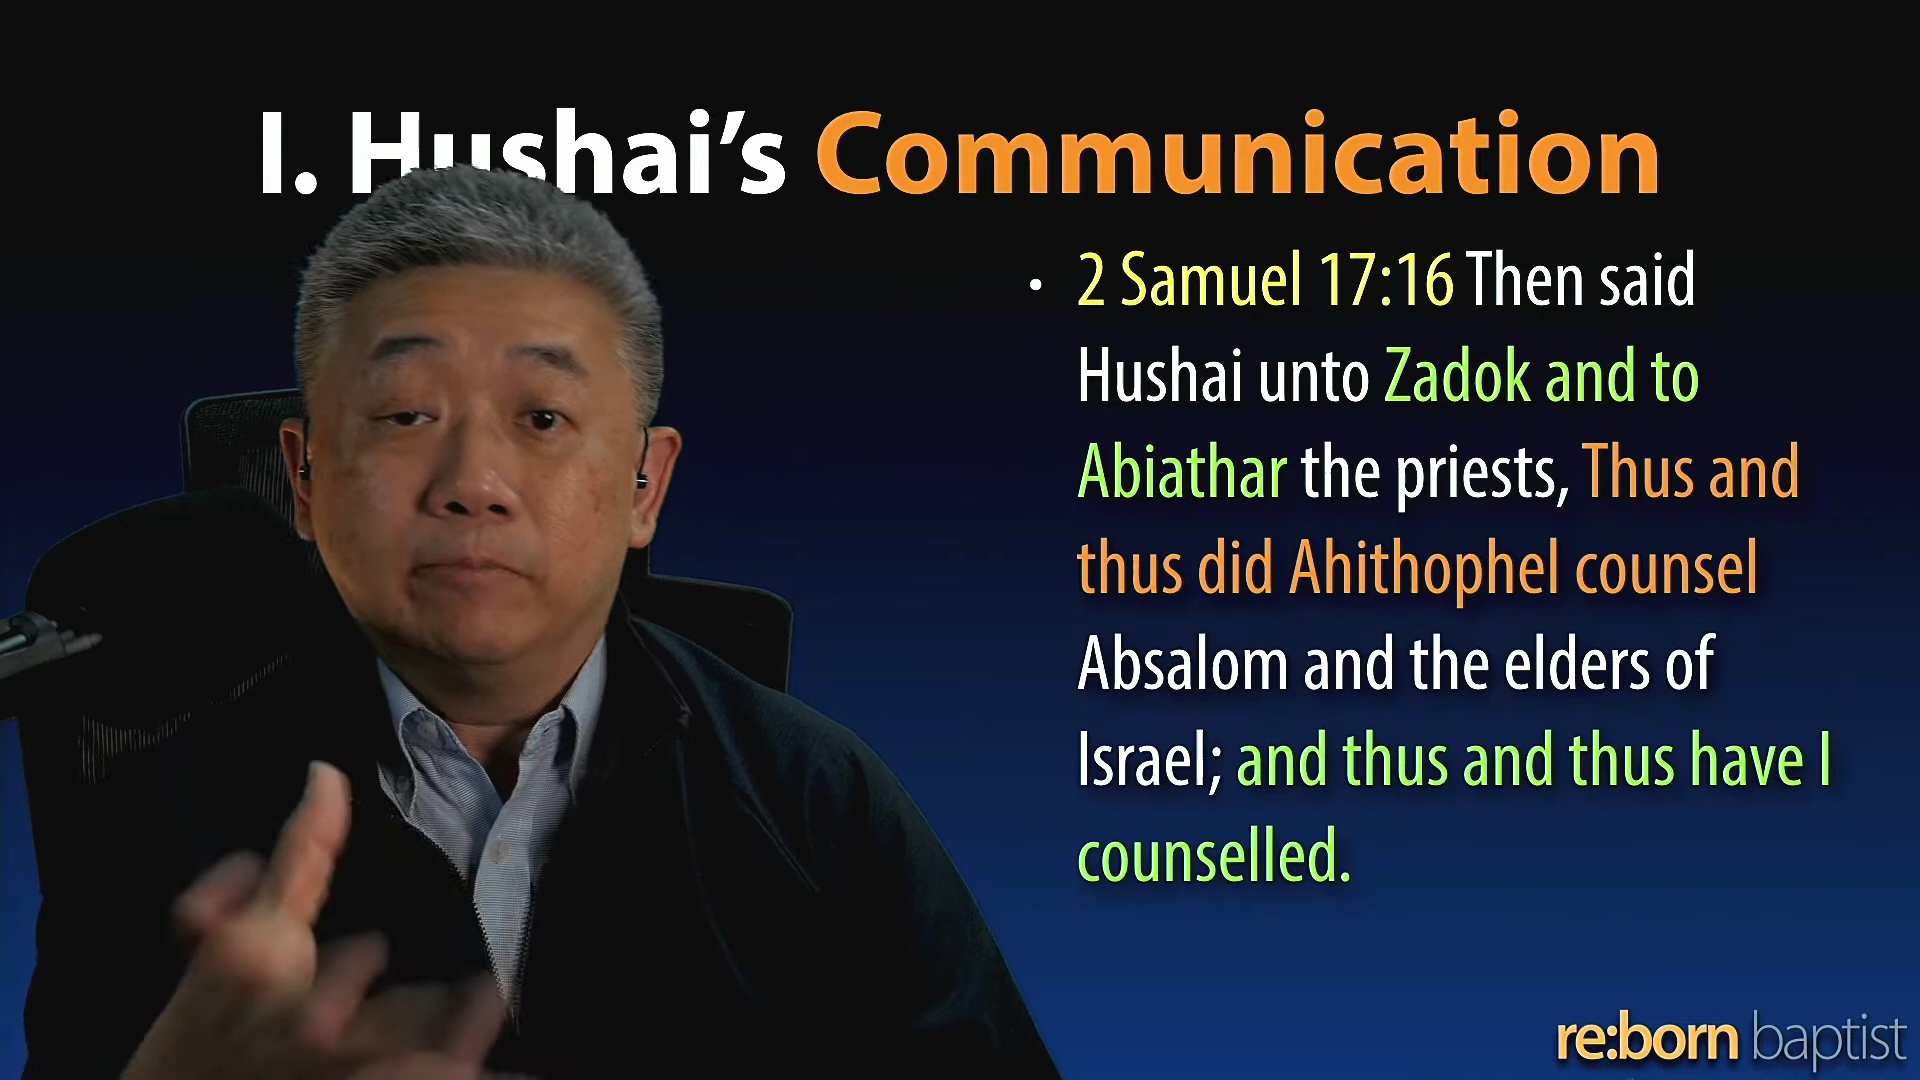 I. Hushai’s Communication
• 2 Samuel 17:16 Then said
Hushai unto Zadok and to
Abiathar the priests, Thus and
thus did Ahithophel counsel
Absalom and the elders of
Israel; and thus and thus have I
counselled.
re:born baptist